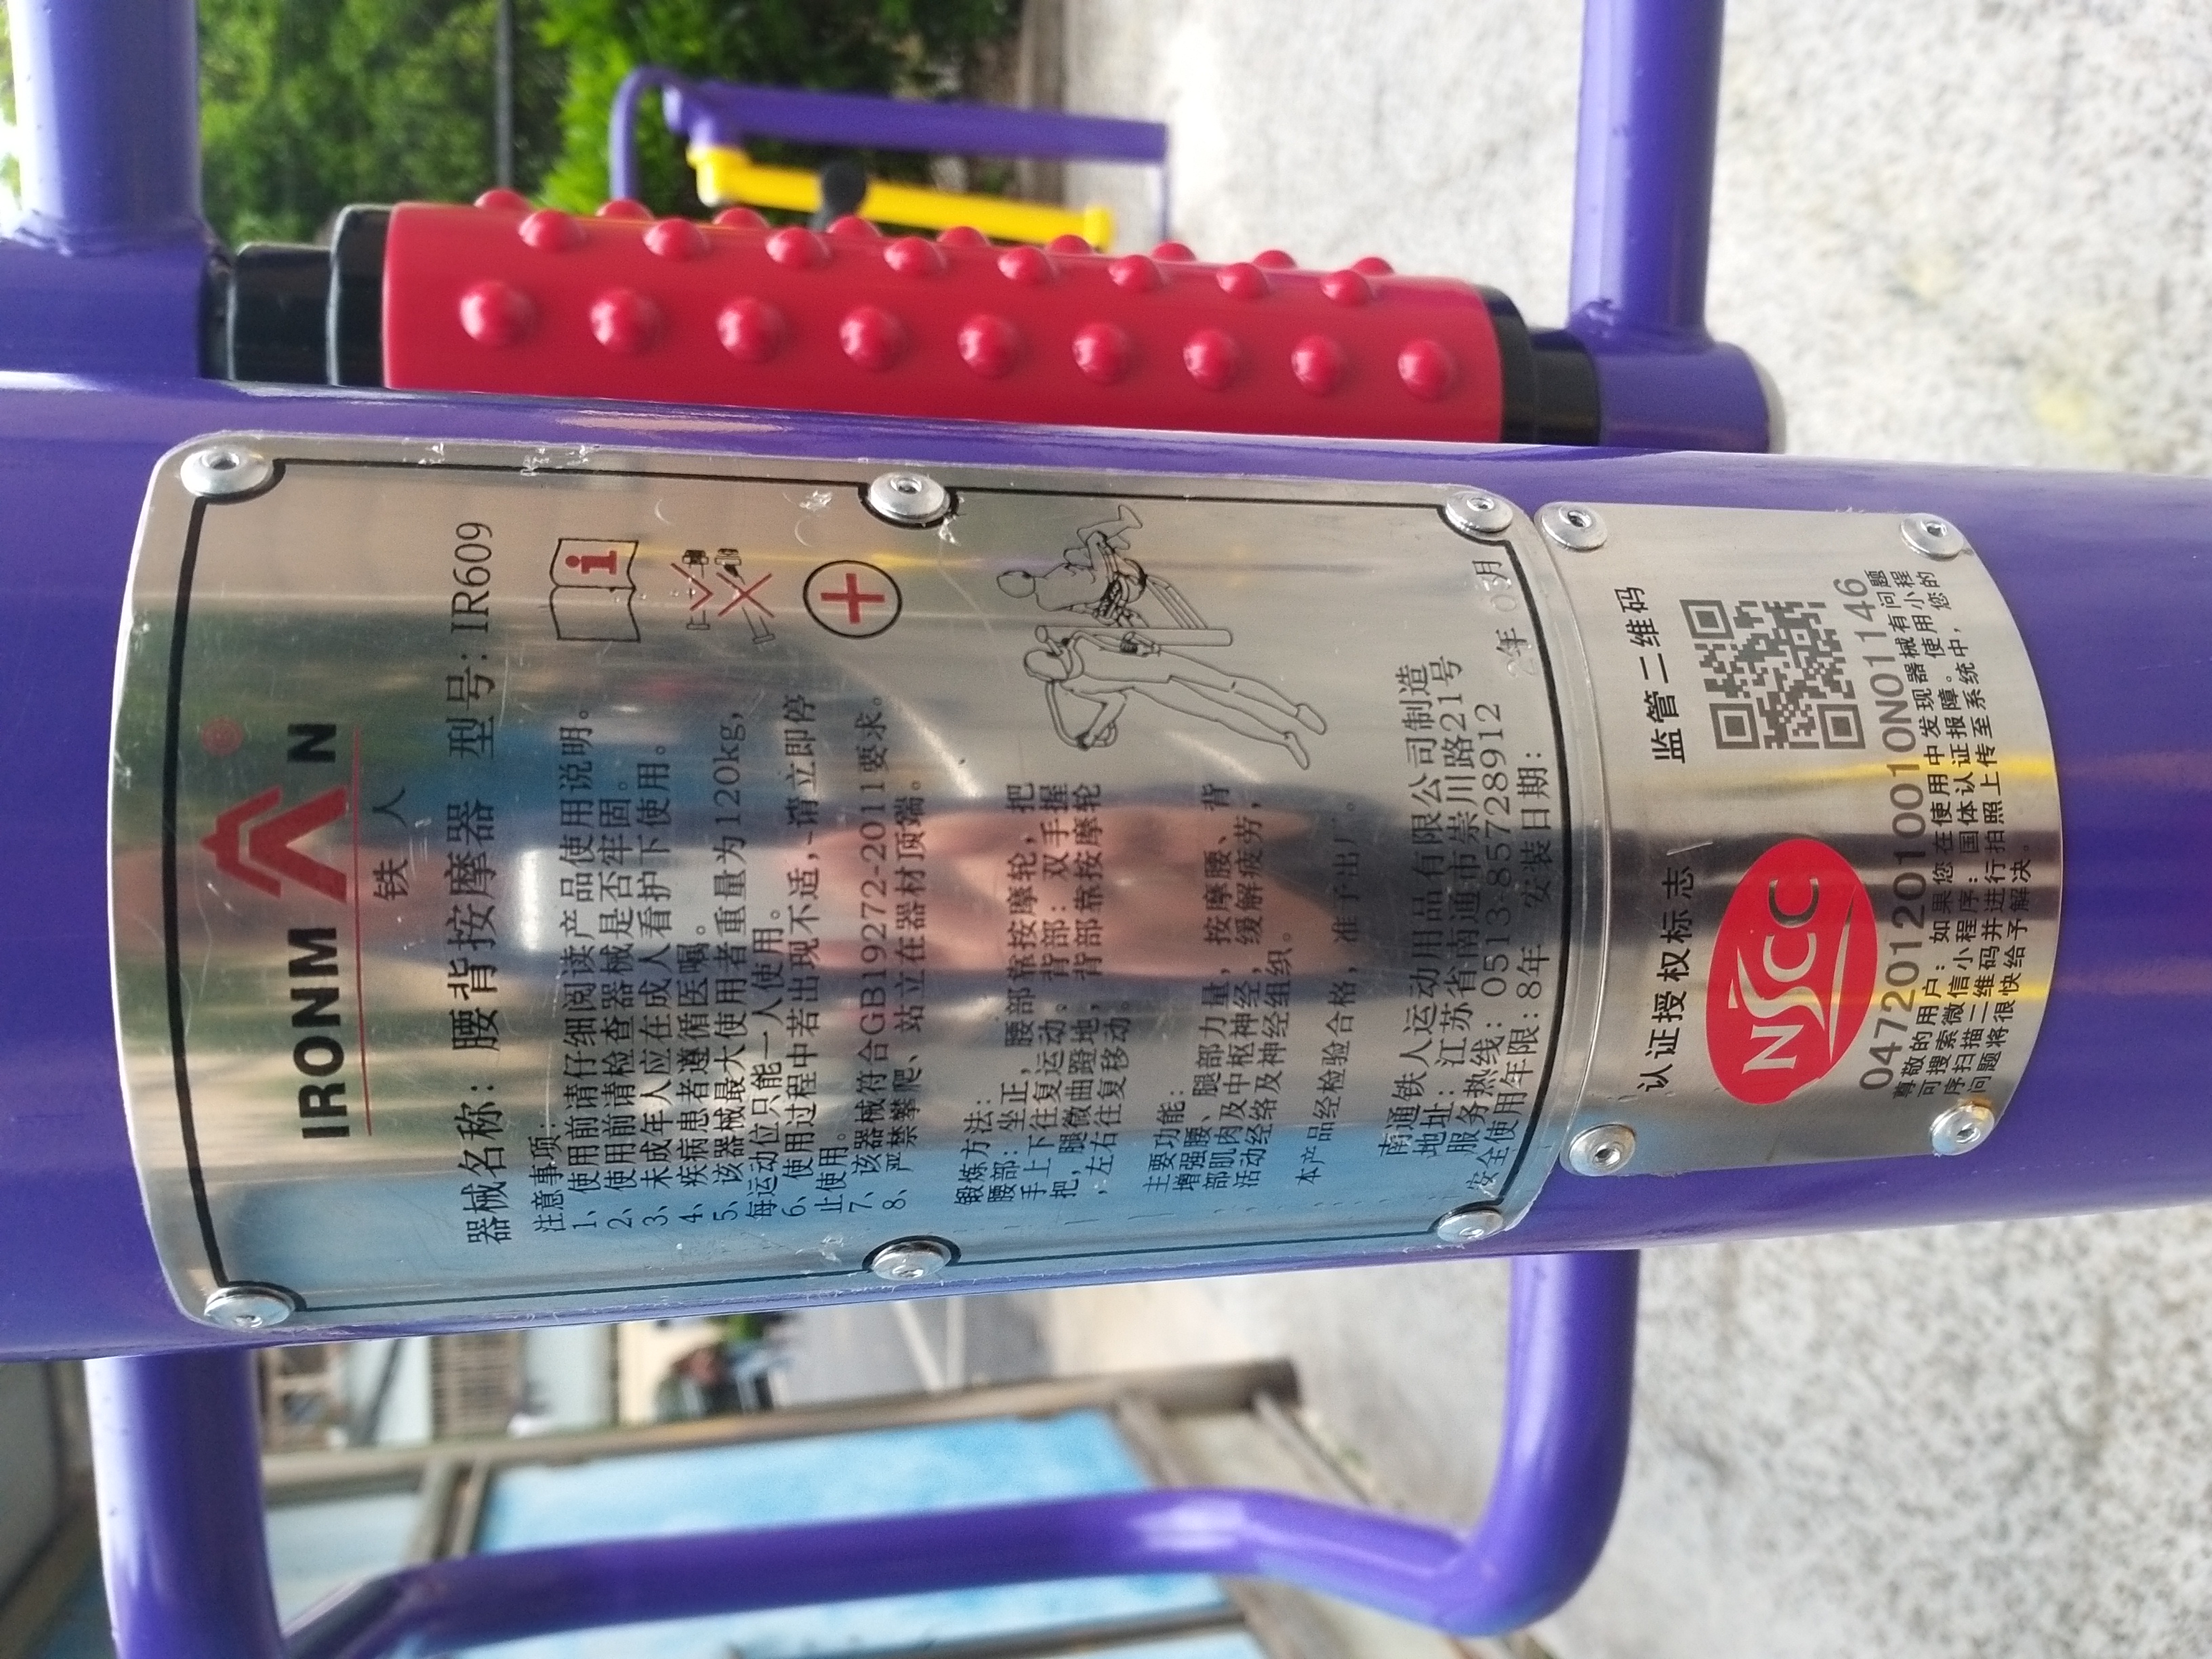 IRONMAN
®
铁 人
器械名称：腰背按摩器 型号：IR609
注意事项：
1、使用前请仔细阅读产品使用说明。
2、使用前请检查器械是否牢固。
3、未成年人应在成人看护下使用。
4、疾病患者遵循医嘱。
5、该器械最大使用者重量为120kg，
每运动位只能一人使用。
6、使用过程中若出现不适，请立即停
止使用。
7、该器械符合GB19272-2011要求。
8、严禁攀爬、站立在器材顶端。
锻炼方法：
腰部：坐正，腰部靠按摩轮，把
手上下往复运动。背部：双手握
把，腿微曲蹬地，背部靠按摩轮
，左右往复移动。
主要功能：
增强腰、腿部力量，按摩腰、背
部肌肉及中枢神经，缓解疲劳，
活动经络及神经组织。
本产品经检验合格，准予出厂。
南通铁人运动用品有限公司制造
地址：江苏省南通市崇川路21号
服务热线：0513-85728912
安全使用年限：8年 安装日期： 年 月
认证授权标志 监管二维码
NSCC
0472012010010N01146
尊敬的用户：如果您在使用中发现器械有问题
可搜索微信小程序：国体认证报障。使用小程
序扫描二维码并进行拍照上传至系统中，您的
问题将很快给予解决。